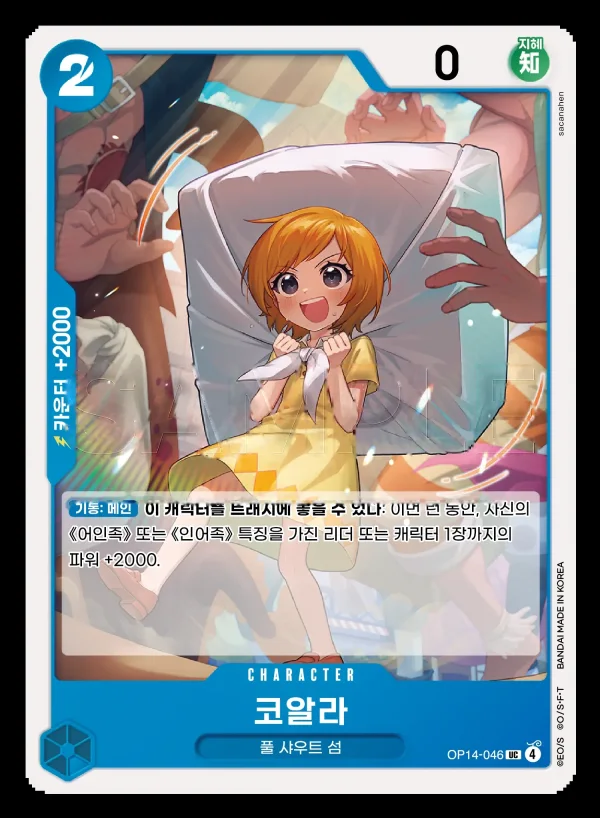 2
0
지혜
知
sacanahen
카운터 +2000
SAMPLE
기동: 메인 이 캐릭터를 트래시에 놓을 수 있다: 이번 턴 동안, 자신의
《어인족》 또는 《인어족》 특징을 가진 리더 또는 캐릭터 1장까지의
파워 +2000.
CHARACTER
코알라
풀 샤우트 섬
OP14-046 UC 4
©EO/S ©O/S·F·T BANDAI MADE IN KOREA